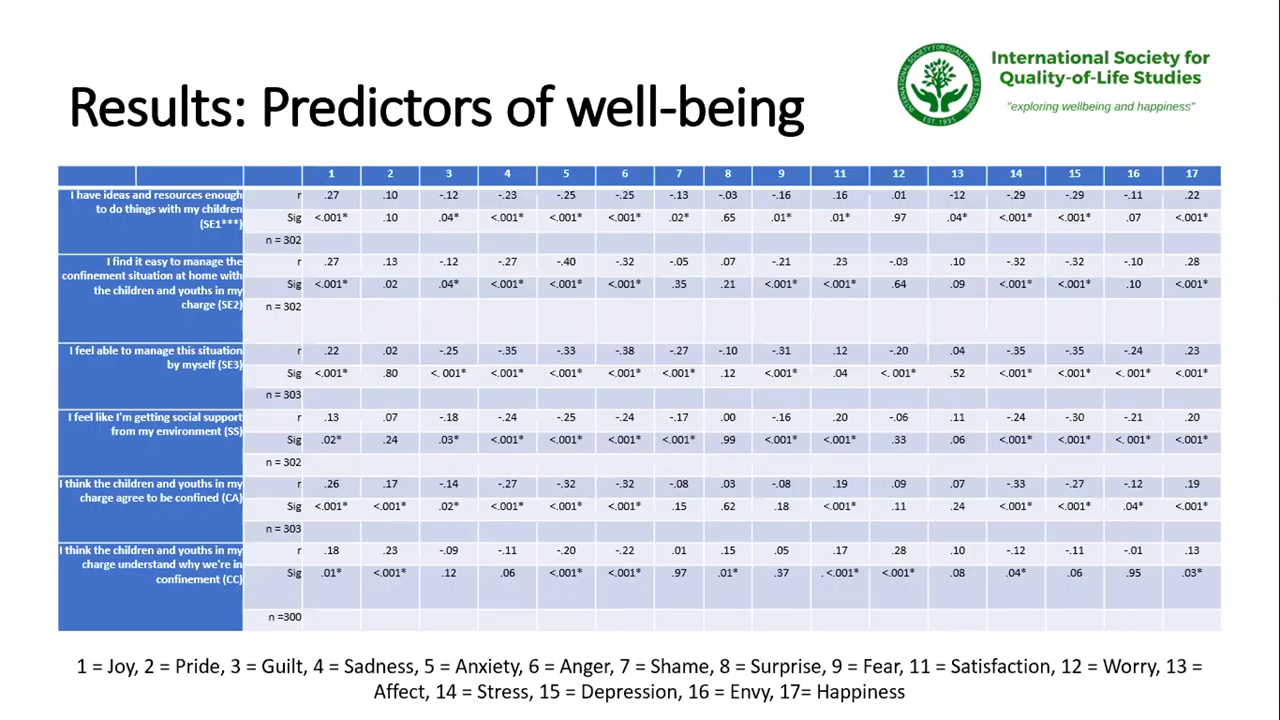 International Society for
Quality-of-Life Studies
"exploring wellbeing and happiness"
INTERNATIONAL SOCIETY FOR QUALITY-OF-LIFE STUDIES
EST. 1995
Results: Predictors of well-being
1 2 3 4 5 6 7 8 9 11 12 13 14 15 16 17
I have ideas and resources enough r .27 .10 -.12 -.23 -.25 -.25 -.13 -.03 -.16 .16 .01 -12 -.29 -.29 -.11 .22
to do things with my children
(SE1***) Sig <.001* .10 .04* <.001* <.001* <.001* .02* .65 .01* .01* .97 .04* <.001* <.001* .07 <.001*
n = 302
I find it easy to manage the r .27 .13 -.12 -.27 -.40 -.32 -.05 .07 -.21 .23 -.03 .10 -.32 -.32 -.10 .28
confinement situation at home with
the children and youths in my Sig <.001* .02 .04* <.001* <.001* <.001* .35 .21 <.001* <.001* .64 .09 <.001* <.001* .10 <.001*
charge (SE2) n = 302
I feel able to manage this situation r .22 .02 -.25 -.35 -.33 -.38 -.27 -.10 -.31 .12 -.20 .04 -.35 -.35 -.24 .23
by myself (SE3) Sig <.001* .80 <. 001* <.001* <.001* <.001* <.001* .12 <.001* .04 <. 001* .52 <.001* <.001* <. 001* <.001*
n = 303
I feel like I'm getting social support r .13 .07 -.18 -.24 -.25 -.24 -.17 .00 -.16 .20 -.06 .11 -.24 -.30 -.21 .20
from my environment (SS) Sig .02* .24 .03* <.001* <.001* <.001* <.001* .99 <.001* <.001* .33 .06 <.001* <.001* <. 001* <.001*
n = 302
I think the children and youths in my r .26 .17 -.14 -.27 -.32 -.32 -.08 .03 -.08 .19 .09 .07 -.33 -.27 -.12 .19
charge agree to be confined (CA) Sig <.001* <.001* .02* <.001* <.001* <.001* .15 .62 .18 <.001* .11 .24 <.001* <.001* .04* <.001*
n = 303
I think the children and youths in my r .18 .23 -.09 -.11 -.20 -.22 .01 .15 .05 .17 .28 .10 -.12 -.11 -.01 .13
charge understand why we're in
confinement (CC) Sig .01* <.001* .12 .06 <.001* <.001* .97 .01* .37 . <.001* <.001* .08 .04* .06 .95 .03*
n =300
1 = Joy, 2 = Pride, 3 = Guilt, 4 = Sadness, 5 = Anxiety, 6 = Anger, 7 = Shame, 8 = Surprise, 9 = Fear, 11 = Satisfaction, 12 = Worry, 13 =
Affect, 14 = Stress, 15 = Depression, 16 = Envy, 17= Happiness